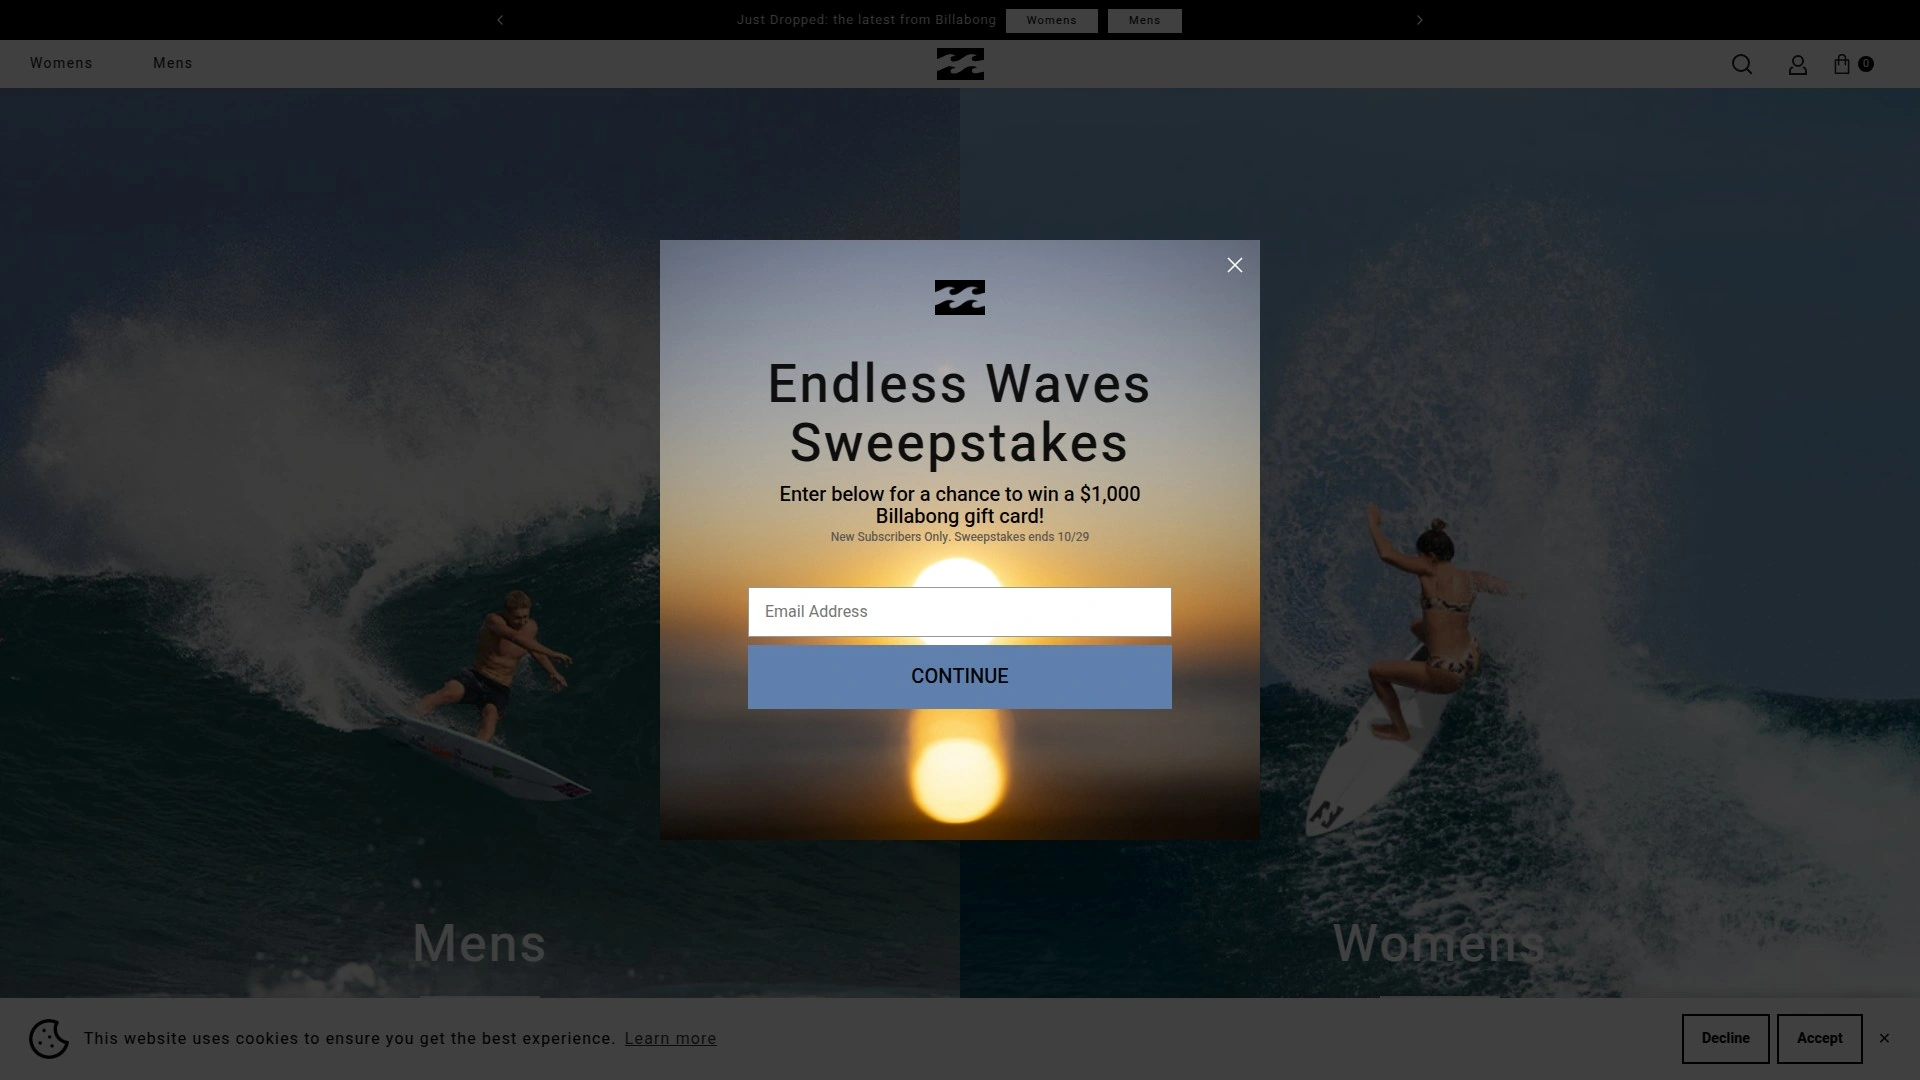 Just Dropped: the latest from Billabong
Womens
Mens
Womens
Mens
0
Endless Waves
Sweepstakes
Enter below for a chance to win a $1,000
Billabong gift card!
New Subscribers Only. Sweepstakes ends 10/29
Email Address
CONTINUE
Mens
Womens
This website uses cookies to ensure you get the best experience. Learn more
Decline
Accept